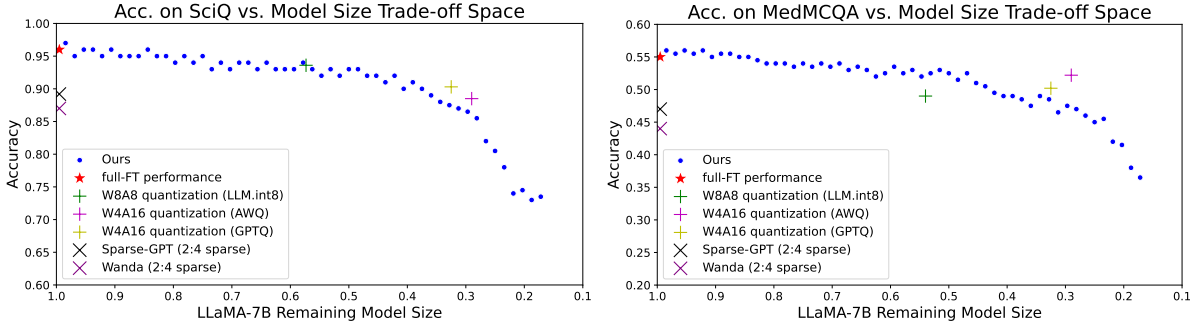 Acc. on SciQ vs. Model Size Trade-off Space
1.00
0.95
0.90
0.85
0.80
0.75
0.70
0.65
0.60
Accuracy
Ours
full-FT performance
W8A8 quantization (LLM.int8)
W4A16 quantization (AWQ)
W4A16 quantization (GPTQ)
Sparse-GPT (2:4 sparse)
Wanda (2:4 sparse)
1.0 0.9 0.8 0.7 0.6 0.5 0.4 0.3 0.2 0.1
LLaMA-7B Remaining Model Size
Acc. on MedMCQA vs. Model Size Trade-off Space
0.60
0.55
0.50
0.45
0.40
0.35
0.30
0.25
0.20
Accuracy
Ours
full-FT performance
W8A8 quantization (LLM.int8)
W4A16 quantization (AWQ)
W4A16 quantization (GPTQ)
Sparse-GPT (2:4 sparse)
Wanda (2:4 sparse)
1.0 0.9 0.8 0.7 0.6 0.5 0.4 0.3 0.2 0.1
LLaMA-7B Remaining Model Size